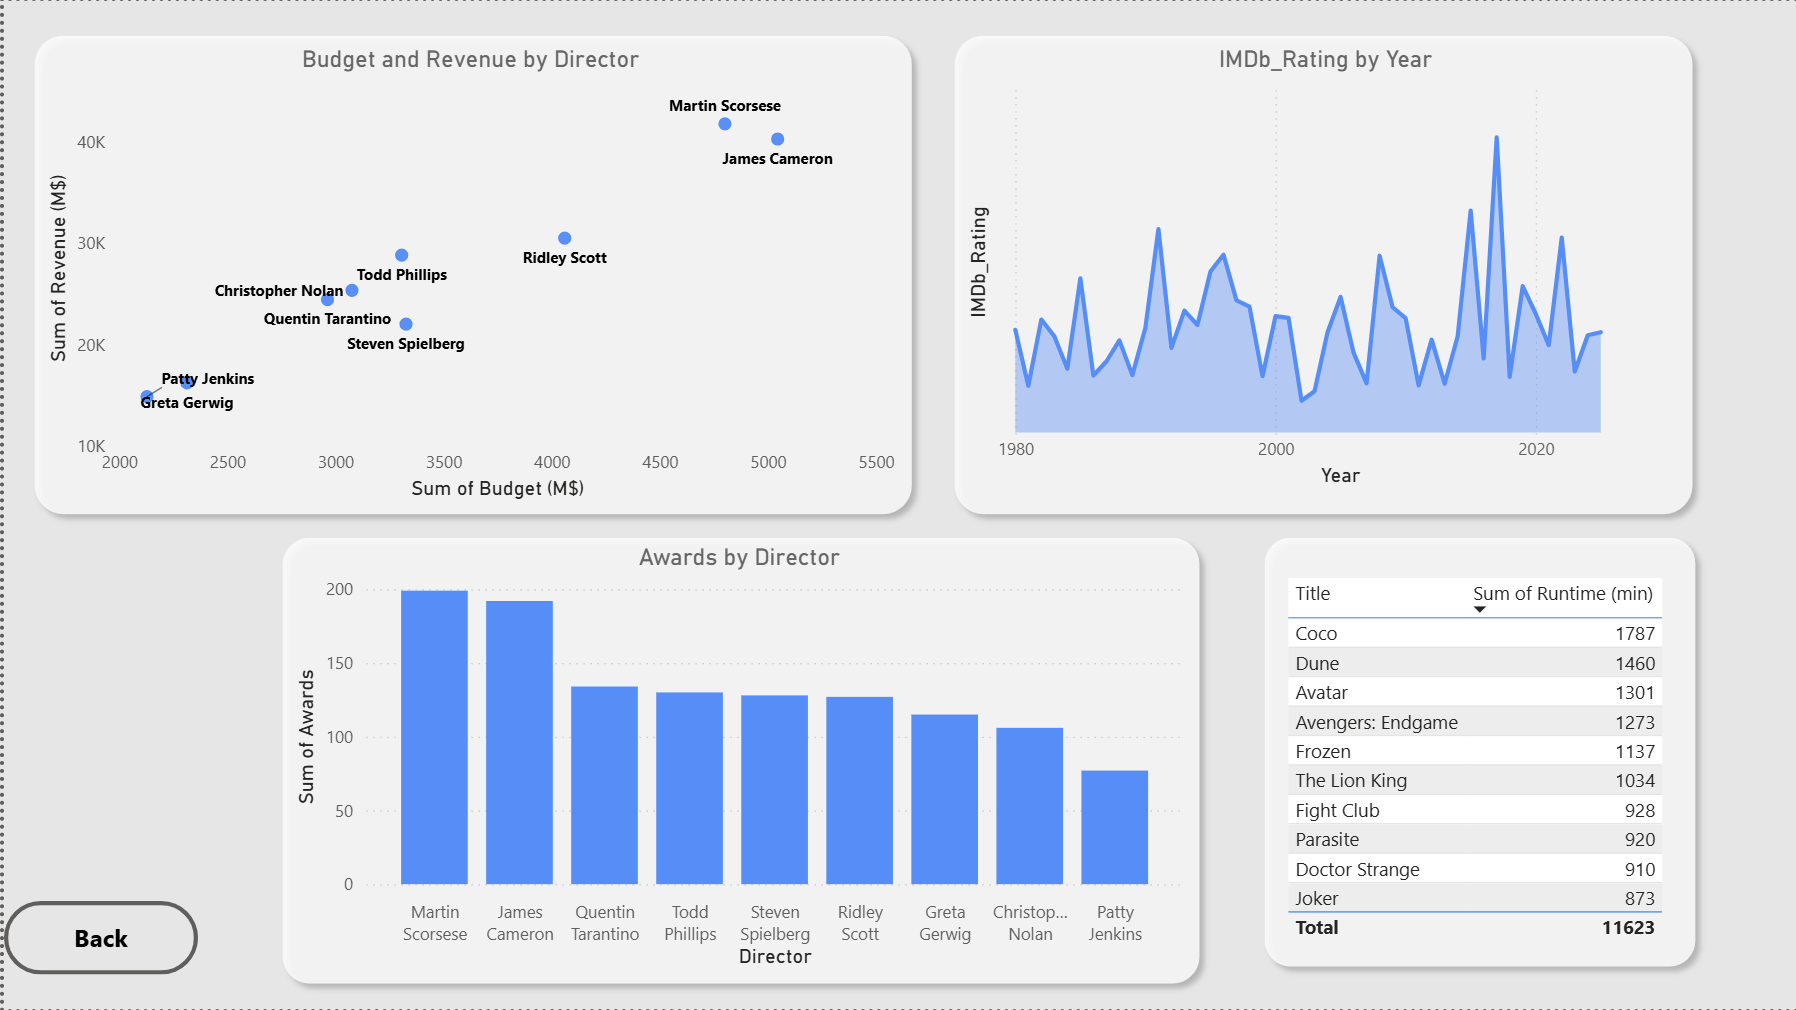 Budget and Revenue by Director
Sum of Revenue (M$)
40K
30K
20K
10K
Martin Scorsese
James Cameron
Ridley Scott
Todd Phillips
Christopher Nolan
Quentin Tarantino
Steven Spielberg
Patty Jenkins
Greta Gerwig
2000 2500 3000 3500 4000 4500 5000 5500
Sum of Budget (M$)
IMDb_Rating by Year
IMDb_Rating
1980 2000 2020
Year
Awards by Director
Sum of Awards
200
150
100
50
0
Martin Scorsese
James Cameron
Quentin Tarantino
Todd Phillips
Steven Spielberg
Ridley Scott
Greta Gerwig
Christop... Nolan
Patty Jenkins
Director
Title Sum of Runtime (min)
Coco 1787
Dune 1460
Avatar 1301
Avengers: Endgame 1273
Frozen 1137
The Lion King 1034
Fight Club 928
Parasite 920
Doctor Strange 910
Joker 873
Total 11623
Back